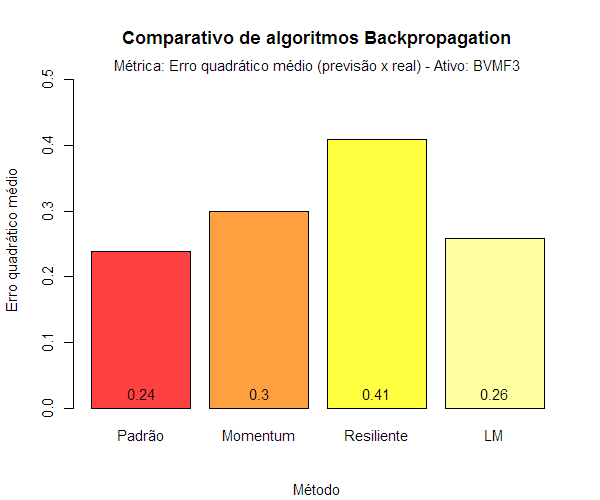 Comparativo de algoritmos Backpropagation
Métrica: Erro quadrático médio (previsão x real) - Ativo: BVMF3
Erro quadrático médio
0.5
0.4
0.3
0.2
0.1
0.0
0.24
0.3
0.41
0.26
Padrão
Momentum
Resiliente
LM
Método